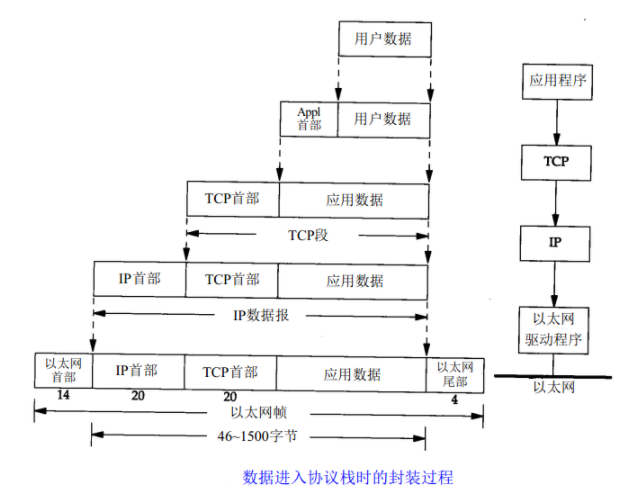 用户数据
应用程序
Appl
首部
用户数据
TCP
TCP首部
应用数据
TCP段
IP
IP首部
TCP首部
应用数据
IP数据报
以太网
驱动程序
以太网
首部
IP首部
TCP首部
应用数据
以太网
尾部
以太网
14
20
20
4
以太网帧
46~1500字节
数据进入协议栈时的封装过程